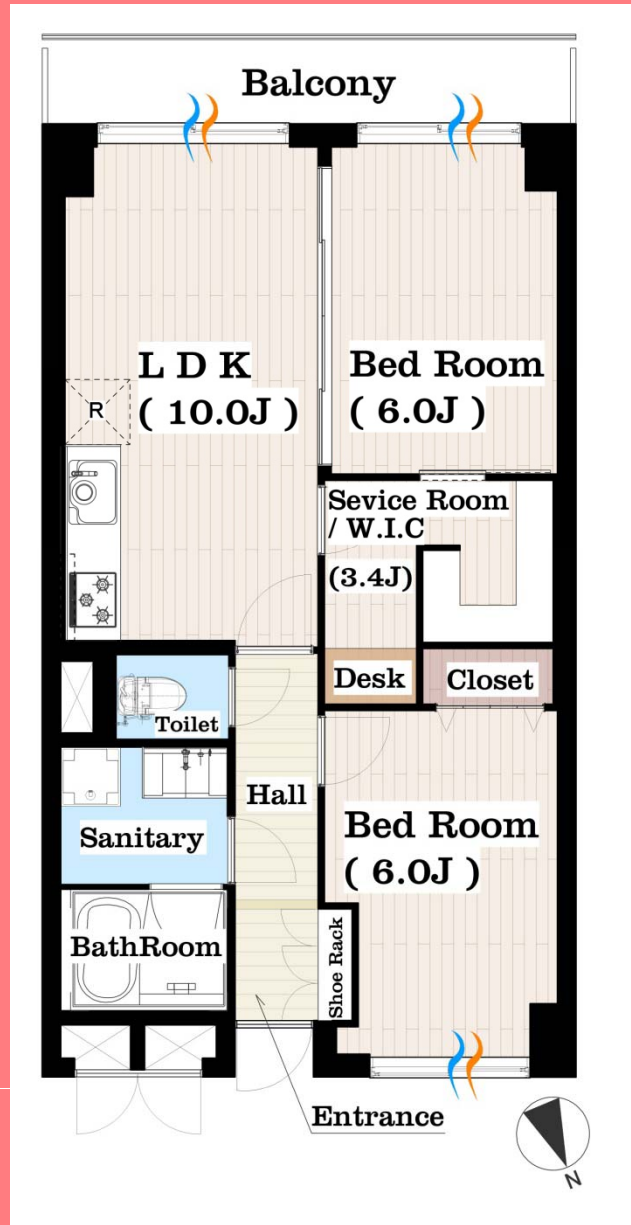 Balcony
L D K
( 10.0J )
Bed Room
( 6.0J )
R
Sevice Room
/ W.I.C
(3.4J)
Desk
Closet
Toilet
Hall
Sanitary
Bed Room
( 6.0J )
BathRoom
Shoe Rack
Entrance
N